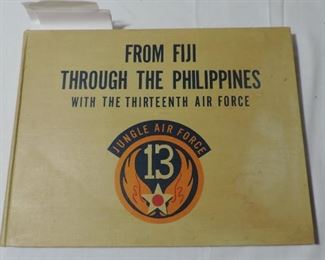 FROM FIJI
THROUGH THE PHILIPPINES
WITH THE THIRTEENTH AIR FORCE
JUNGLE AIR FORCE
13